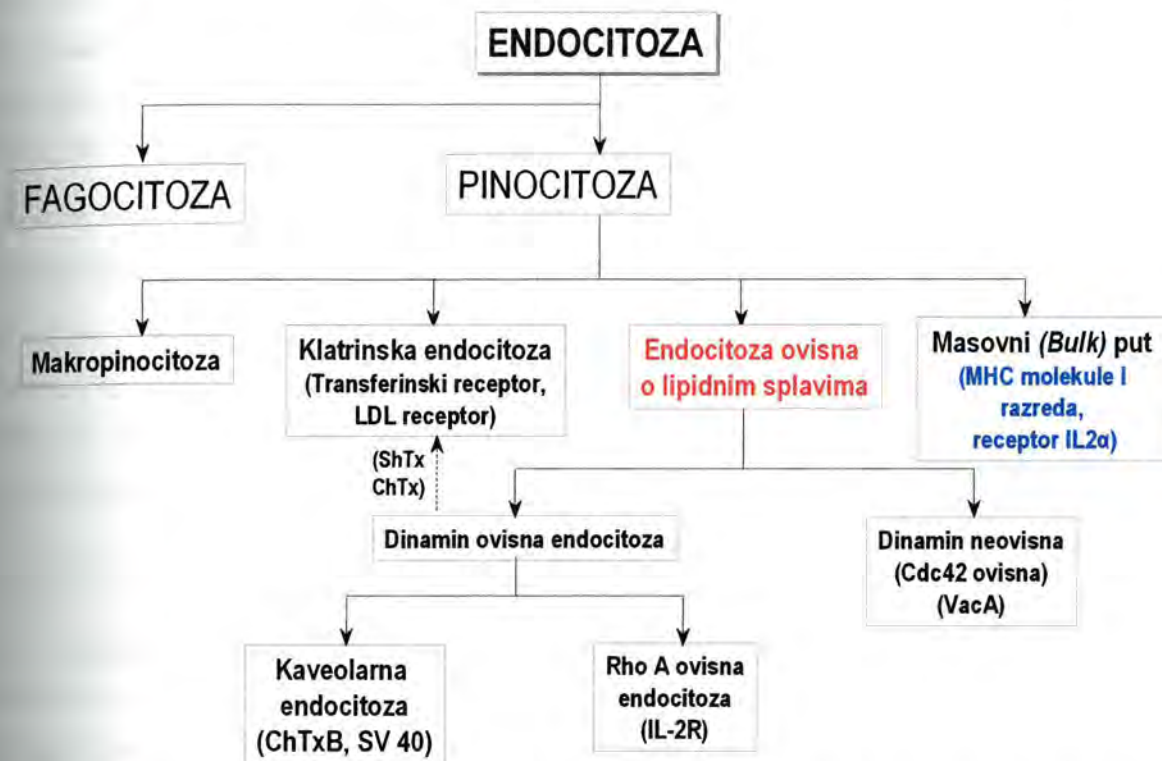 ENDOCITOZA
FAGOCITOZA
PINOCITOZA
Makropinocitoza
Klatrinska endocitoza
(Transferinski receptor,
LDL receptor)
Endocitoza ovisna
o lipidnim splavima
Masovni (Bulk) put
(MHC molekule I
razreda,
receptor IL2α)
(ShTx
ChTx)
Dinamin ovisna endocitoza
Dinamin neovisna
(Cdc42 ovisna)
(VacA)
Kaveolarna
endocitoza
(ChTxB, SV 40)
Rho A ovisna
endocitoza
(IL-2R)